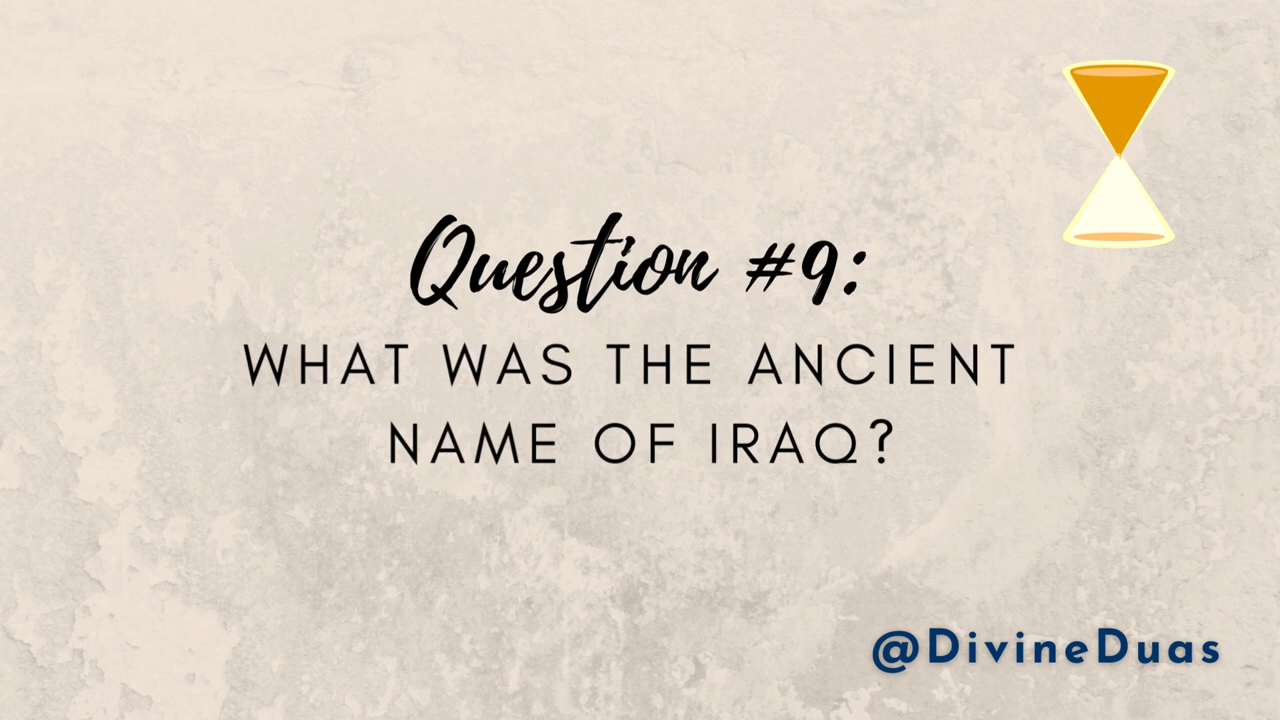 Question #9:
WHAT WAS THE ANCIENT
NAME OF IRAQ?
@DivineDuas